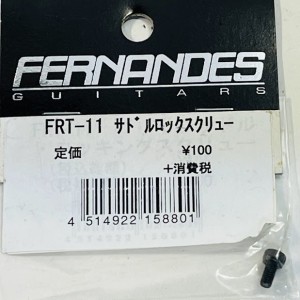 FERNANDES
GUITARS
FRT-11 サドルロックスクリュー
定価 ¥100
+消費税
4 514922 158801